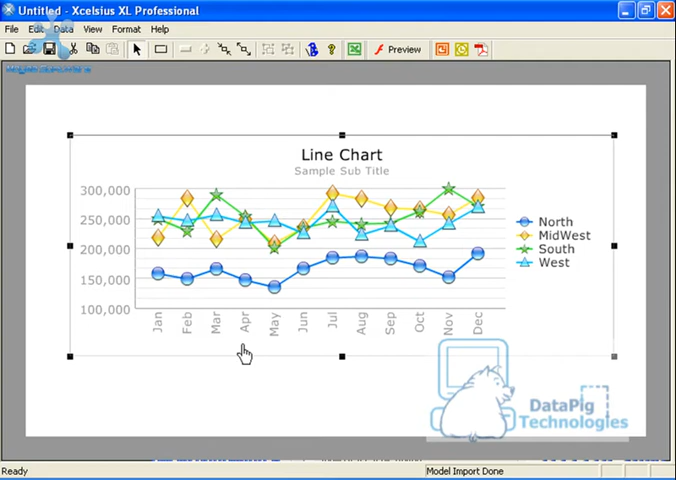 Untitled - Xcelsius XL Professional
File Edit Data View Format Help
Preview
Line Chart
Sample Sub Title
300,000
250,000
200,000
150,000
100,000
Jan Feb Mar Apr May Jun Jul Aug Sep Oct Nov Dec
North
MidWest
South
West
DataPig
Technologies
Ready
Model Import Done